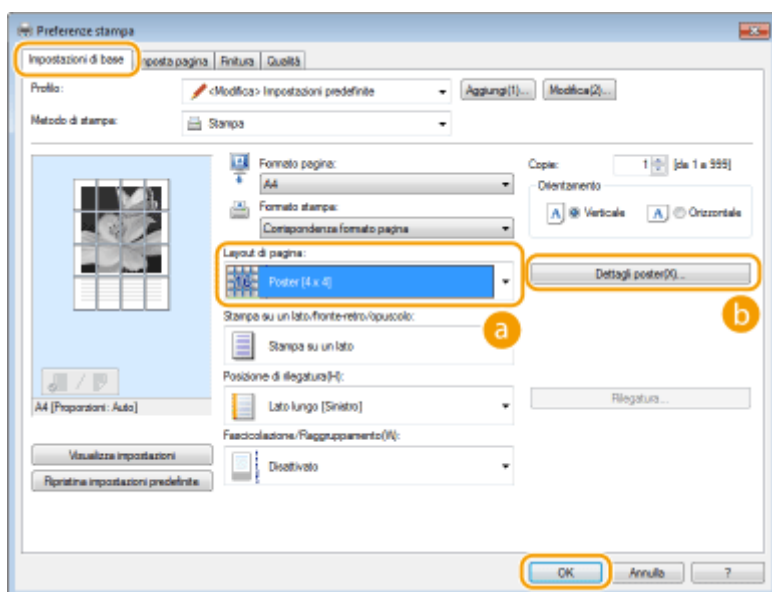 Preferenze stampa
Impostazioni di base Imposta pagina Finitura Qualità
Profilo: <Modifica> Impostazioni predefinite Aggiungi(1)... Modifica(2)...
Metodo di stampa: Stampa
Formato pagina: Copie: 1 [da 1 a 999]
A4 Orientamento
Formato stampa: A Verticale A Orizzontale
Corrispondenza formato pagina
Layout di pagina:
16 Poster [4 x 4] Dettagli poster(X)...
a b
Stampa su un lato/fronte-retro/opuscolo:
Stampa su un lato
Posizione di rilegatura(H):
A4 [Proporzioni: Auto] Lato lungo [Sinistro] Rilegatura...
Fascicolazione/Raggruppamento(W):
Visualizza impostazioni
Disattivato
Ripristina impostazioni predefinite
OK Annulla ?